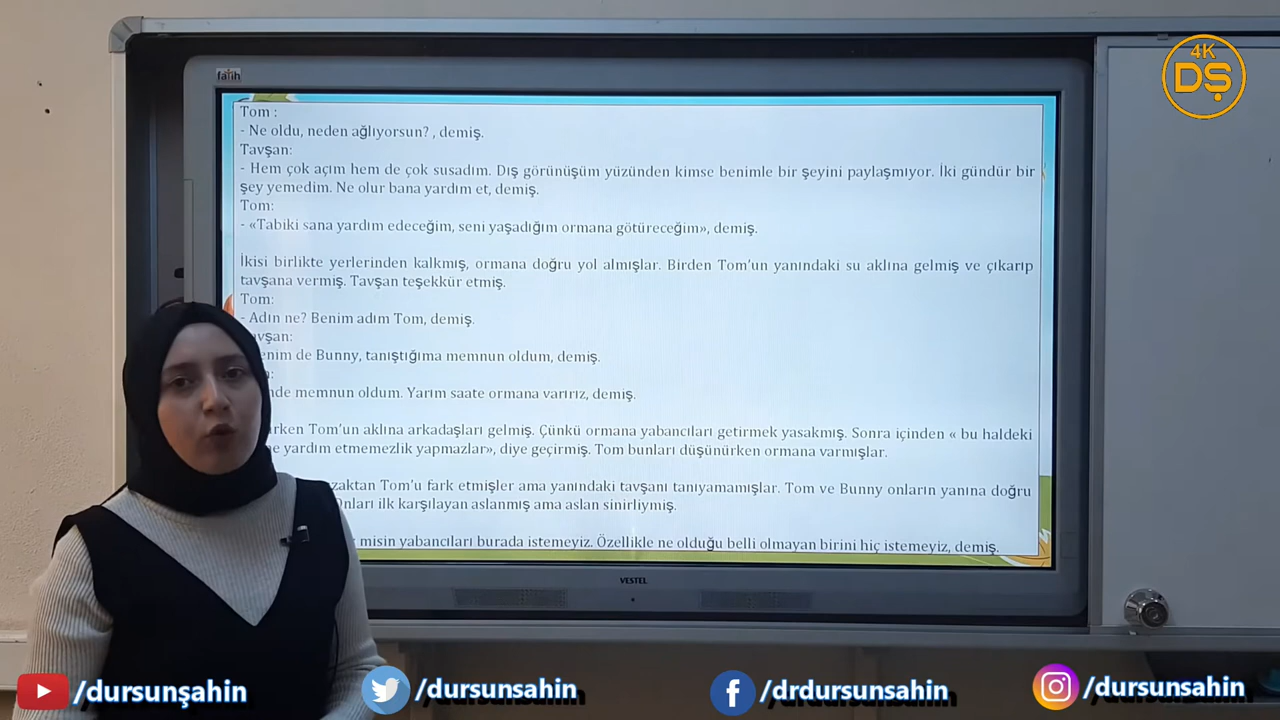 4K
DŞ
fatih
Tom :
- Ne oldu, neden ağlıyorsun? , demiş.
Tavşan:
- Hem çok açım hem de çok susadım. Dış görünüşüm yüzünden kimse benimle bir şeyini paylaşmıyor. İki gündür bir
şey yemedim. Ne olur bana yardım et, demiş.
Tom:
- «Tabiki sana yardım edeceğim, seni yaşadığım ormana götüreceğim», demiş.
İkisi birlikte yerlerinden kalkmış, ormana doğru yol almışlar. Birden Tom'un yanındaki su aklına gelmiş ve çıkarıp
tavşana vermiş. Tavşan teşekkür etmiş.
Tom:
- Adın ne? Benim adım Tom, demiş.
de Bunny, tanıştığıma memnun oldum, demiş.
memnun oldum. Yarım saate ormana varırız, demiş.
Tom'un aklına arkadaşları gelmiş. Çünkü ormana yabancıları getirmek yasakmış. Sonra içinden « bu haldeki
yardım etmemezlik yapmazlar», diye geçirmiş. Tom bunları düşünürken ormana varmışlar.
Tom'u fark etmişler ama yanındaki tavşanı tanıyamamışlar. Tom ve Bunny onların yanına doğru
ilk karşılayan aslanmış ama aslan sinirliymiş.
misin yabancıları burada istemeyiz. Özellikle ne olduğu belli olmayan birini hiç istemeyiz, demiş.
VESTEL
/dursunşahin
/dursunsahin
/drdursunsahin
/dursunsahin